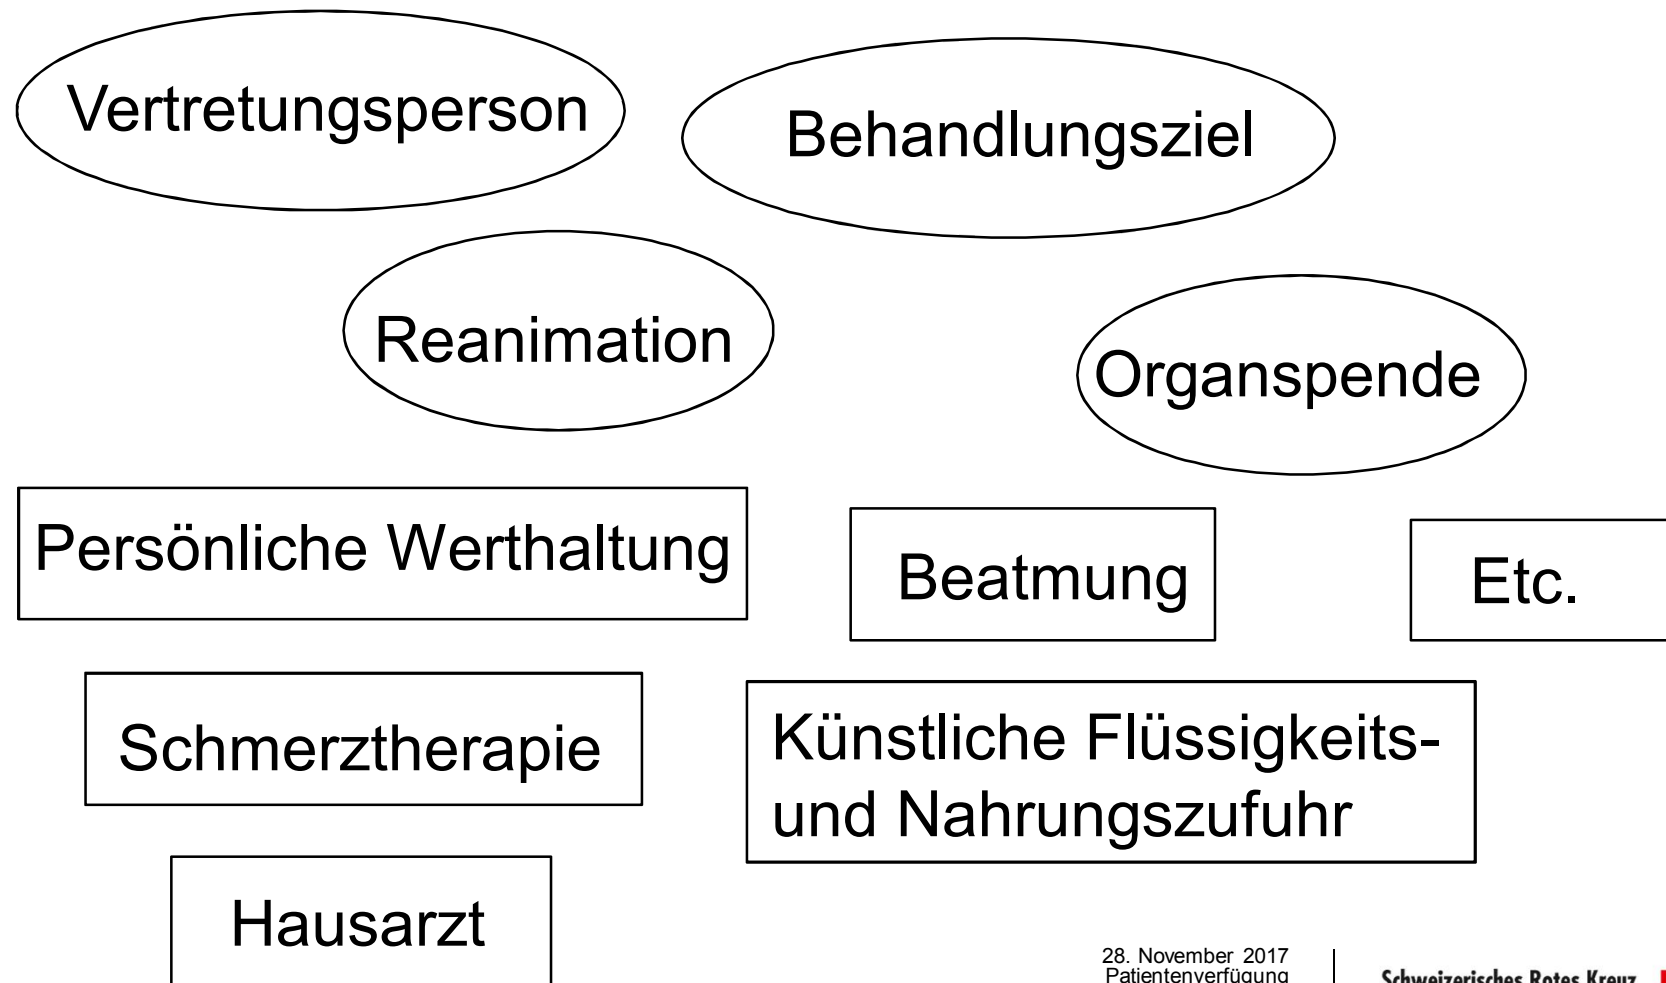 Vertretungsperson
Behandlungsziel
Reanimation
Organspende
Persönliche Werthaltung
Beatmung
Etc.
Schmerztherapie
Künstliche Flüssigkeits-
und Nahrungszufuhr
Hausarzt
28. November 2017
Patientenverfügung
Schweizerisches Rotes Kreuz